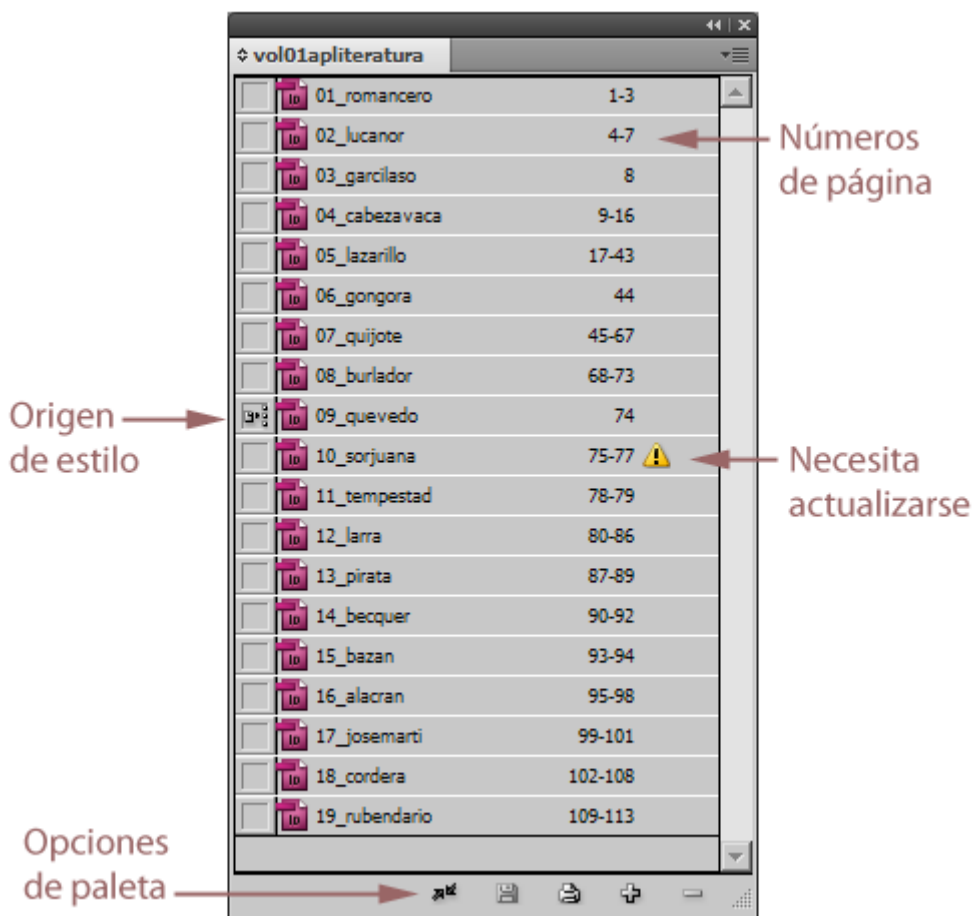 vol01apliteratura
01_romancero 1-3
02_lucanor 4-7
Números
de página
03_garcilaso 8
04_cabezavaca 9-16
05_lazarillo 17-43
06_gongora 44
07_quijote 45-67
08_burlador 68-73
Origen
de estilo
09_quevedo 74
10_sorjuana 75-77
Necesita
actualizarse
11_tempestad 78-79
12_larra 80-86
13_pirata 87-89
14_becquer 90-92
15_bazan 93-94
16_alacran 95-98
17_josemarti 99-101
18_cordera 102-108
19_rubendario 109-113
Opciones
de paleta